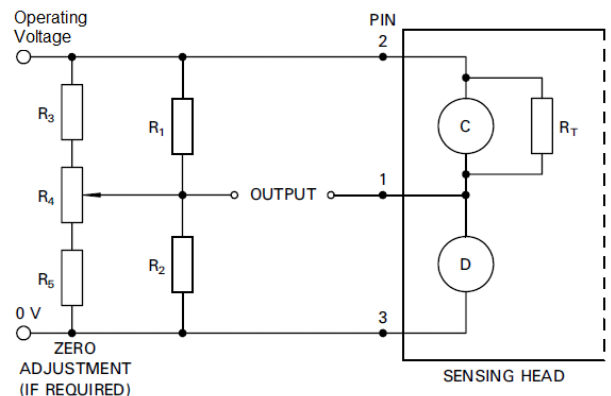 Operating
Voltage
PIN
2
R3
R1
C
RT
R4
OUTPUT
1
R2
D
R5
0 V
3
ZERO
ADJUSTMENT
(IF REQUIRED)
SENSING HEAD